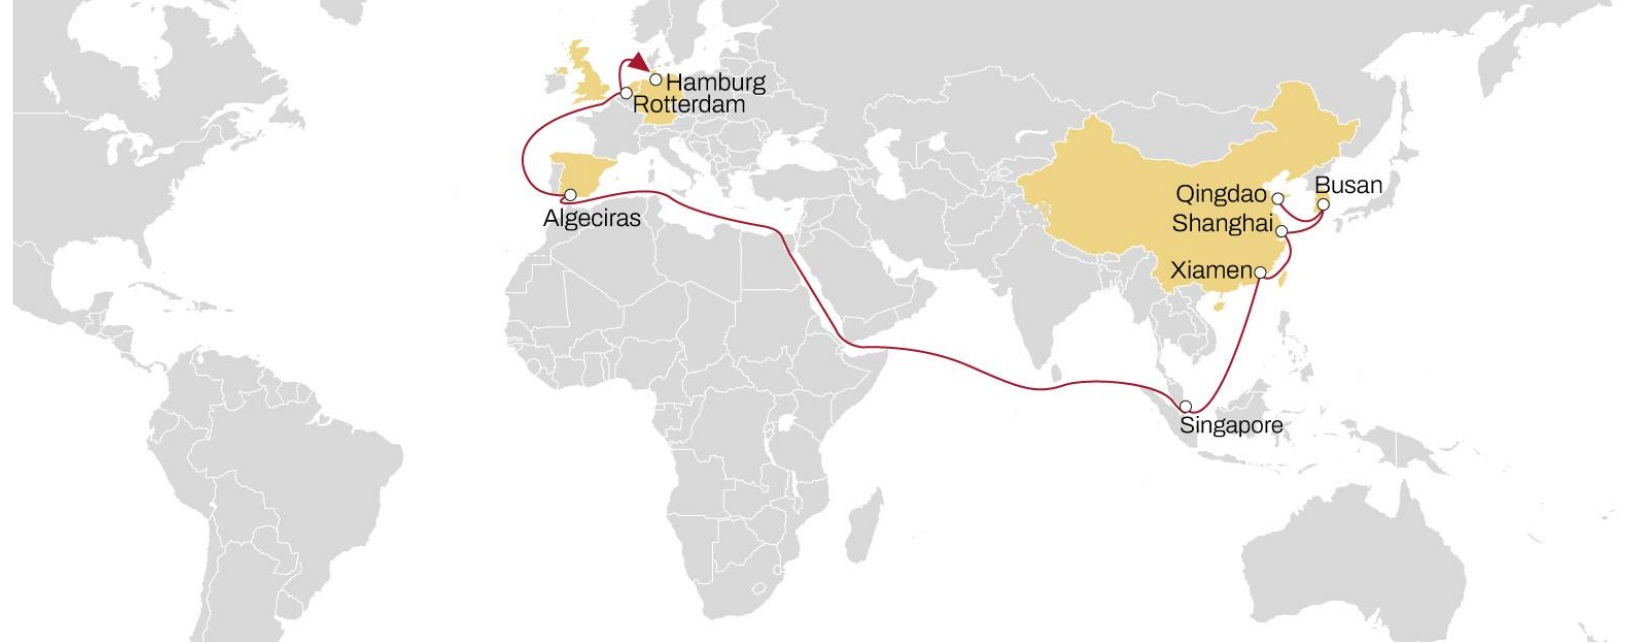 Hamburg
Rotterdam
Algeciras
Qingdao
Busan
Shanghai
Xiamen
Singapore